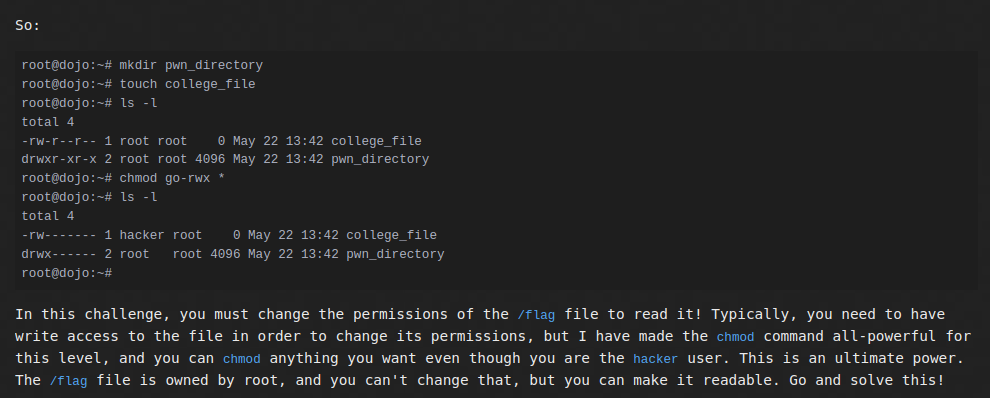 So:
root@dojo:~# mkdir pwn_directory
root@dojo:~# touch college_file
root@dojo:~# ls -l
total 4
-rw-r--r-- 1 root root    0 May 22 13:42 college_file
drwxr-xr-x 2 root root 4096 May 22 13:42 pwn_directory
root@dojo:~# chmod go-rwx *
root@dojo:~# ls -l
total 4
-rw------- 1 hacker root    0 May 22 13:42 college_file
drwx------ 2 root   root 4096 May 22 13:42 pwn_directory
root@dojo:~#
In this challenge, you must change the permissions of the /flag file to read it! Typically, you need to have
write access to the file in order to change its permissions, but I have made the chmod command all-powerful for
this level, and you can chmod anything you want even though you are the hacker user. This is an ultimate power.
The /flag file is owned by root, and you can't change that, but you can make it readable. Go and solve this!